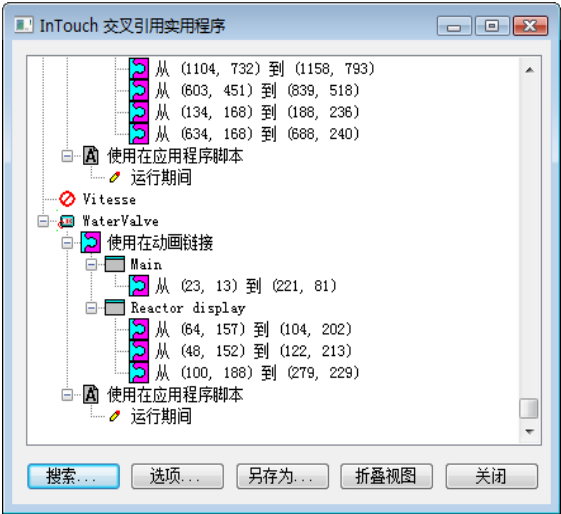 InTouch 交叉引用实用程序
从 (1104, 732) 到 (1158, 793)
从 (603, 451) 到 (839, 518)
从 (134, 168) 到 (188, 236)
从 (634, 168) 到 (688, 240)
使用在应用程序脚本
运行期间
Vitesse
WaterValve
使用在动画链接
Main
从 (23, 13) 到 (221, 81)
Reactor display
从 (64, 157) 到 (104, 202)
从 (48, 152) 到 (122, 213)
从 (100, 188) 到 (279, 229)
使用在应用程序脚本
运行期间
搜索... 选项... 另存为... 折叠视图 关闭